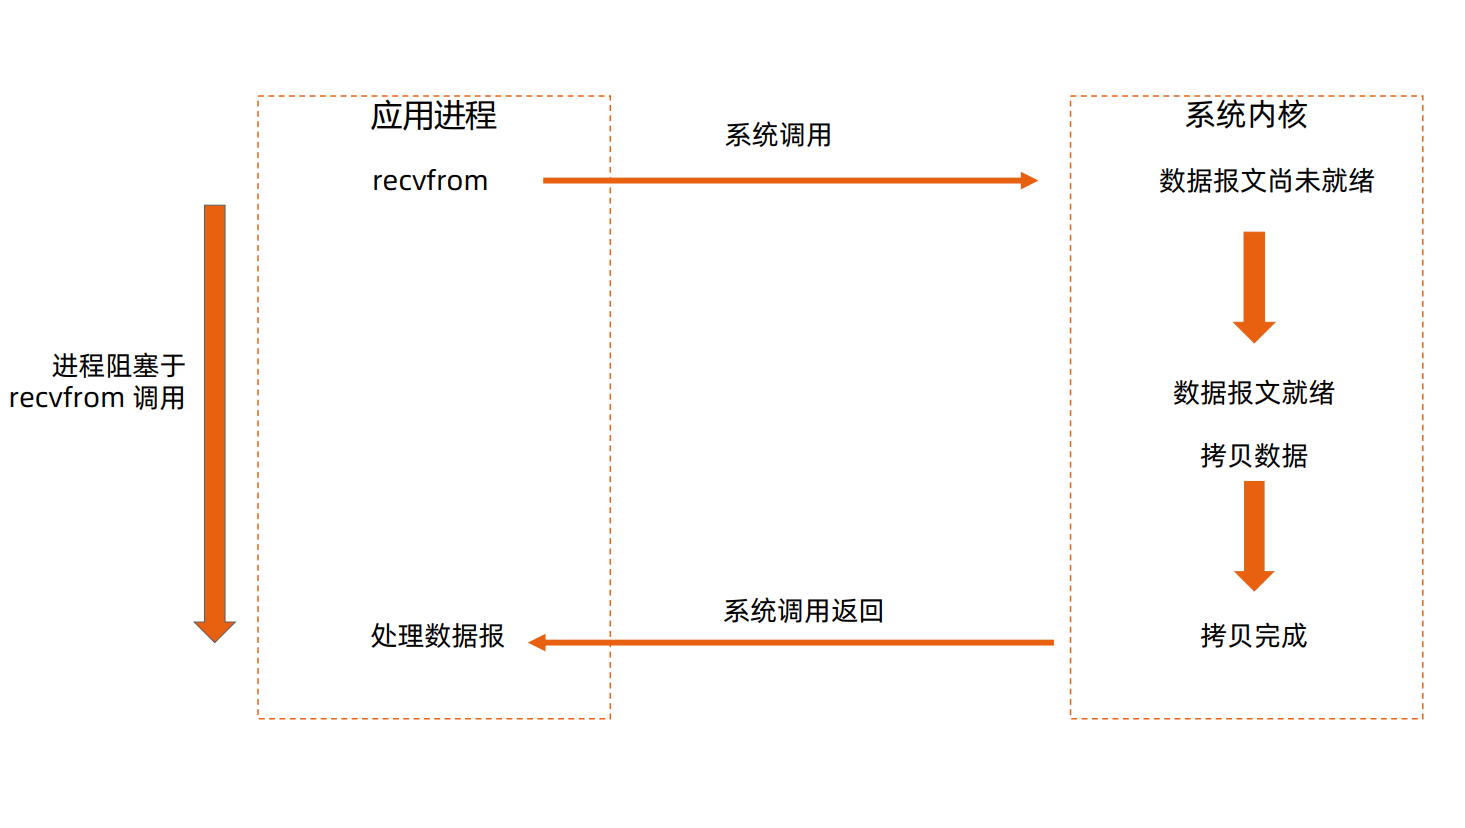 应用进程
系统内核
系统调用
recvfrom
数据报文尚未就绪
进程阻塞于
recvfrom 调用
数据报文就绪
拷贝数据
系统调用返回
处理数据报
拷贝完成